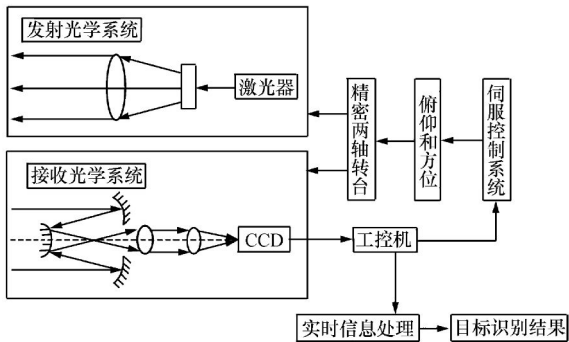 发射光学系统
激光器
接收光学系统
CCD
精密两轴转台
俯仰和方位
伺服控制系统
工控机
实时信息处理
目标识别结果